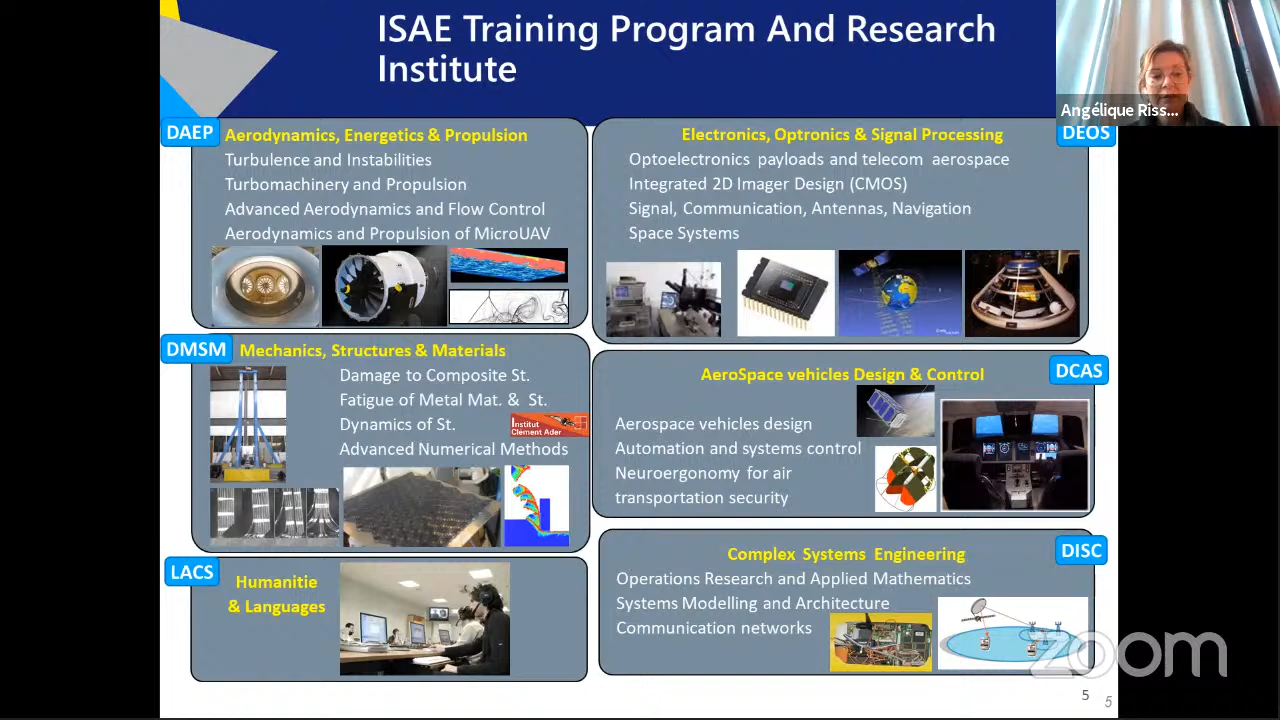 ISAE Training Program And Research
Institute
Angélique Riss...
DAEP
Aerodynamics, Energetics & Propulsion
Turbulence and Instabilities
Turbomachinery and Propulsion
Advanced Aerodynamics and Flow Control
Aerodynamics and Propulsion of MicroUAV
Electronics, Optronics & Signal Processing
DEOS
Optoelectronics payloads and telecom aerospace
Integrated 2D Imager Design (CMOS)
Signal, Communication, Antennas, Navigation
Space Systems
DMSM
Mechanics, Structures & Materials
Damage to Composite St.
Fatigue of Metal Mat. & St.
Dynamics of St.
Institut
Clément Ader
Advanced Numerical Methods
AeroSpace vehicles Design & Control
DCAS
Aerospace vehicles design
Automation and systems control
Neuroergonomy for air
transportation security
LACS
Humanitie
& Languages
Complex Systems Engineering
DISC
Operations Research and Applied Mathematics
Systems Modelling and Architecture
Communication networks
zoom
5
5